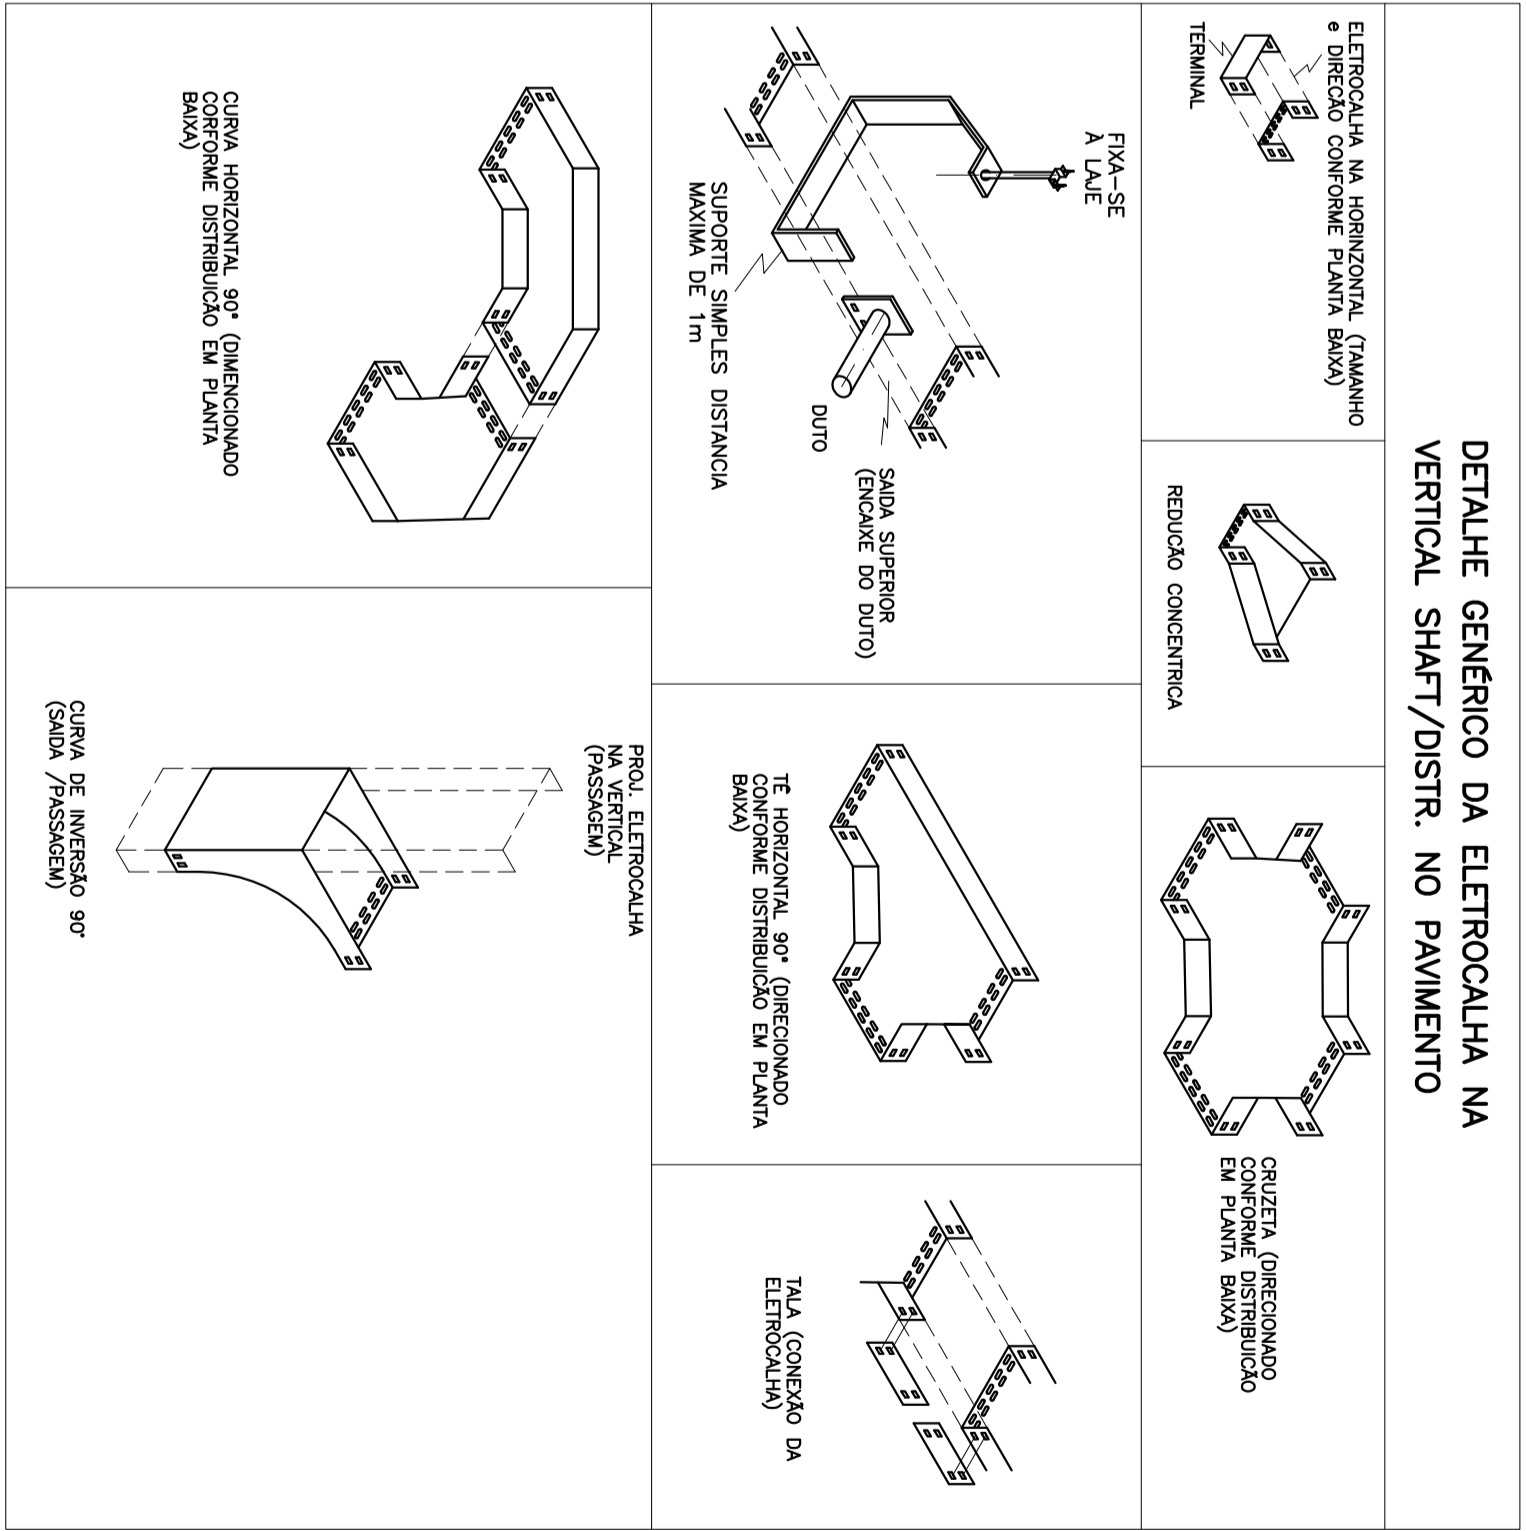 DETALHE GENÉRICO DA ELETROCALHA NA
VERTICAL SHAFT/DISTR. NO PAVIMENTO
ELETROCALHA NA HORINZONTAL (TAMANHO
e DIREÇÃO CONFORME PLANTA BAIXA)
TERMINAL
REDUÇÃO CONCENTRICA
CRUZETA (DIRECIONADO
CONFORME DISTRIBUIÇÃO
EM PLANTA BAIXA)
FIXA-SE
À LAJE
SUPORTE SIMPLES DISTANCIA
MAXIMA DE 1m
DUTO
SAIDA SUPERIOR
(ENCAIXE DO DUTO)
TÊ HORIZONTAL 90° (DIRECIONADO
CONFORME DISTRIBUIÇÃO EM PLANTA
BAIXA)
TALA (CONEXÃO DA
ELETROCALHA)
CURVA HORIZONTAL 90° (DIMENCIONADO
CORFORME DISTRIBUIÇÃO EM PLANTA
BAIXA)
PROJ. ELETROCALHA
NA VERTICAL
(PASSAGEM)
CURVA DE INVERSÃO 90°
(SAIDA /PASSAGEM)